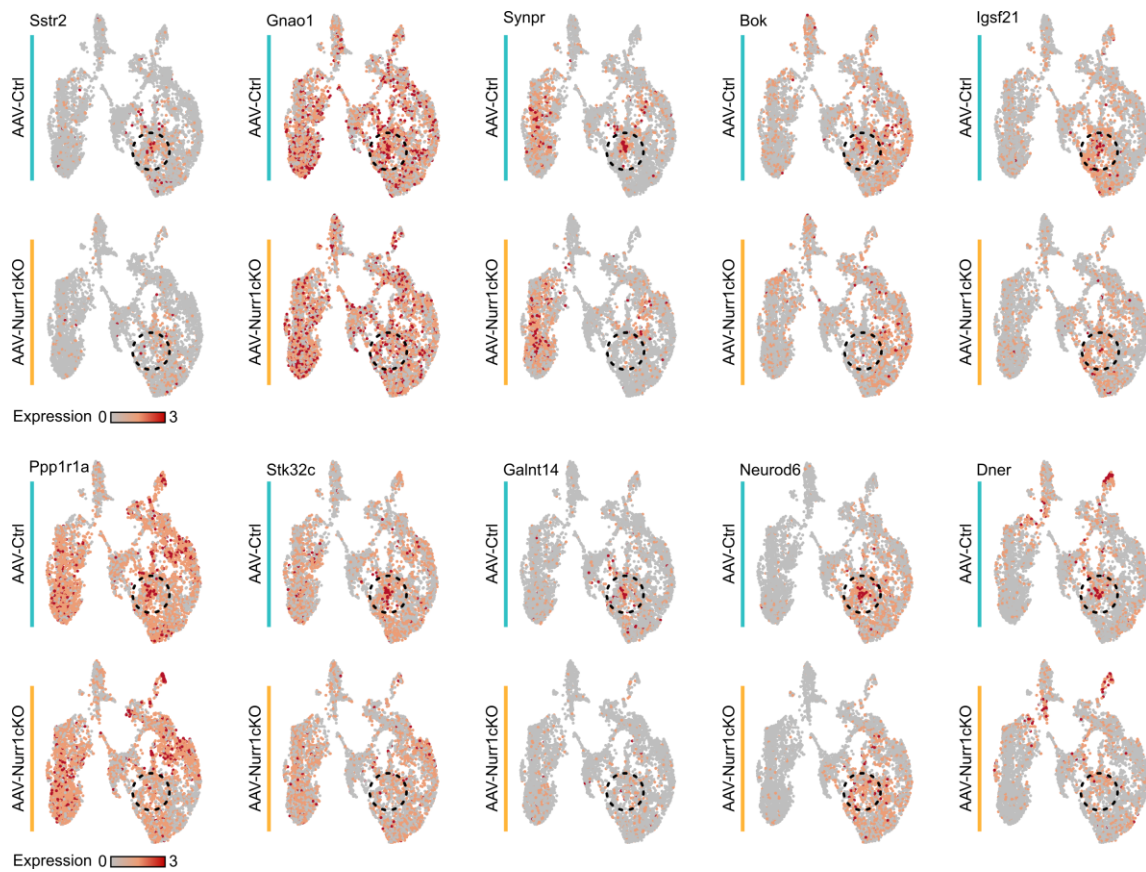 Sstr2
Gnao1
Synpr
Bok
Igsf21
AAV-Ctrl
AAV-Ctrl
AAV-Ctrl
AAV-Ctrl
AAV-Ctrl
AAV-Nurr1cKO
AAV-Nurr1cKO
AAV-Nurr1cKO
AAV-Nurr1cKO
AAV-Nurr1cKO
Expression 0 3
Ppp1r1a
Stk32c
Galnt14
Neurod6
Dner
AAV-Ctrl
AAV-Ctrl
AAV-Ctrl
AAV-Ctrl
AAV-Ctrl
AAV-Nurr1cKO
AAV-Nurr1cKO
AAV-Nurr1cKO
AAV-Nurr1cKO
AAV-Nurr1cKO
Expression 0 3